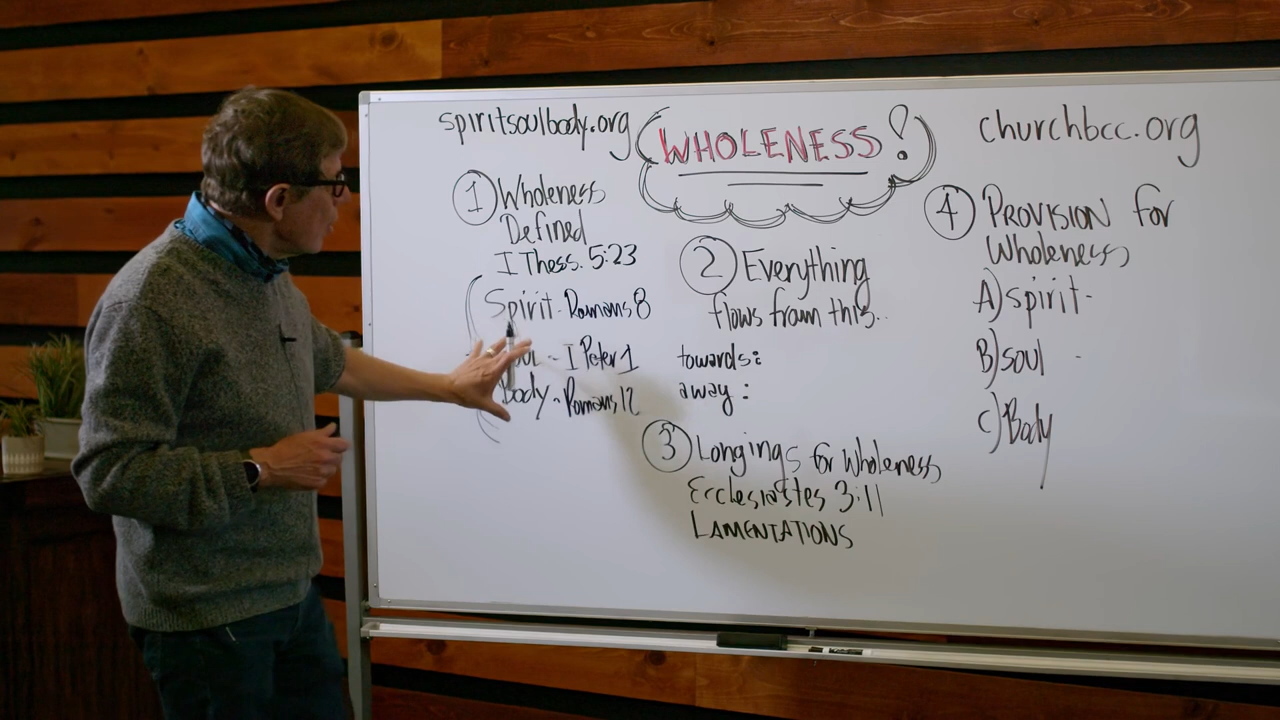 spiritsoulbody.org
WHOLENESS!
churchbcc.org
1 Wholeness
Defined
I Thess. 5:23
Spirit - Romans 8
- I Peter 1
Body - Romans 12
2 Everything
flows from this..
towards:
away:
3 Longings for Wholeness
Ecclesiastes 3:11
LAMENTATIONS
4 PROVISION for
Wholeness
A) spirit -
B) soul -
C) Body